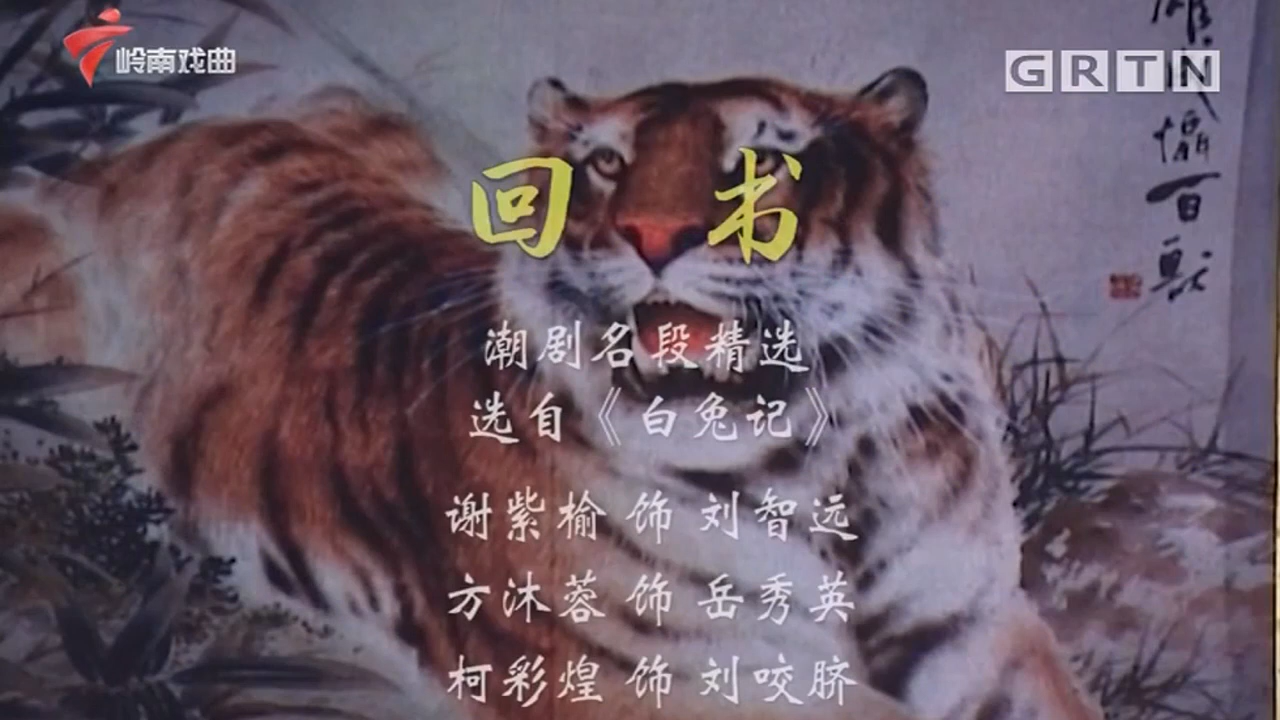 岭南戏曲
GRTN
回书
潮剧名段精选
选自《白兔记》
谢紫榆 饰 刘智远
方沐蓉 饰 岳秀英
柯彩煌 饰 刘咬脐
百兽